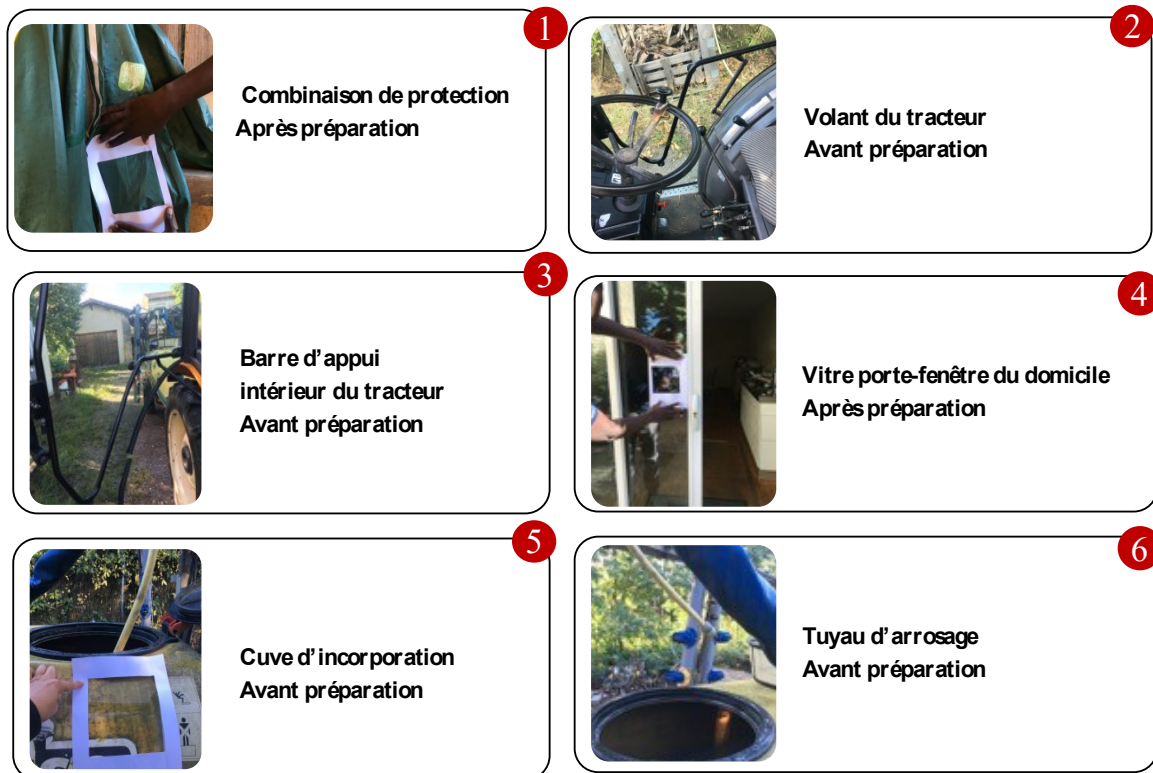 1
Combinaison de protection
Après préparation
2
Volant du tracteur
Avant préparation
3
Barre d'appui
intérieur du tracteur
Avant préparation
4
Vitre porte-fenêtre du domicile
Après préparation
5
Cuve d'incorporation
Avant préparation
6
Tuyau d'arrosage
Avant préparation